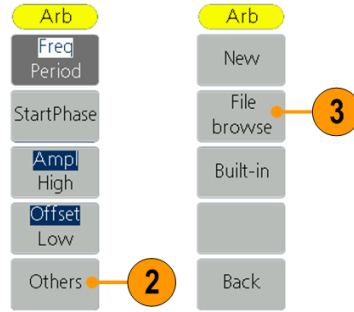 Arb
Freq
Period
StartPhase
Ampl
High
Offset
Low
Others
2
Arb
New
File
browse
3
Built-in
Back